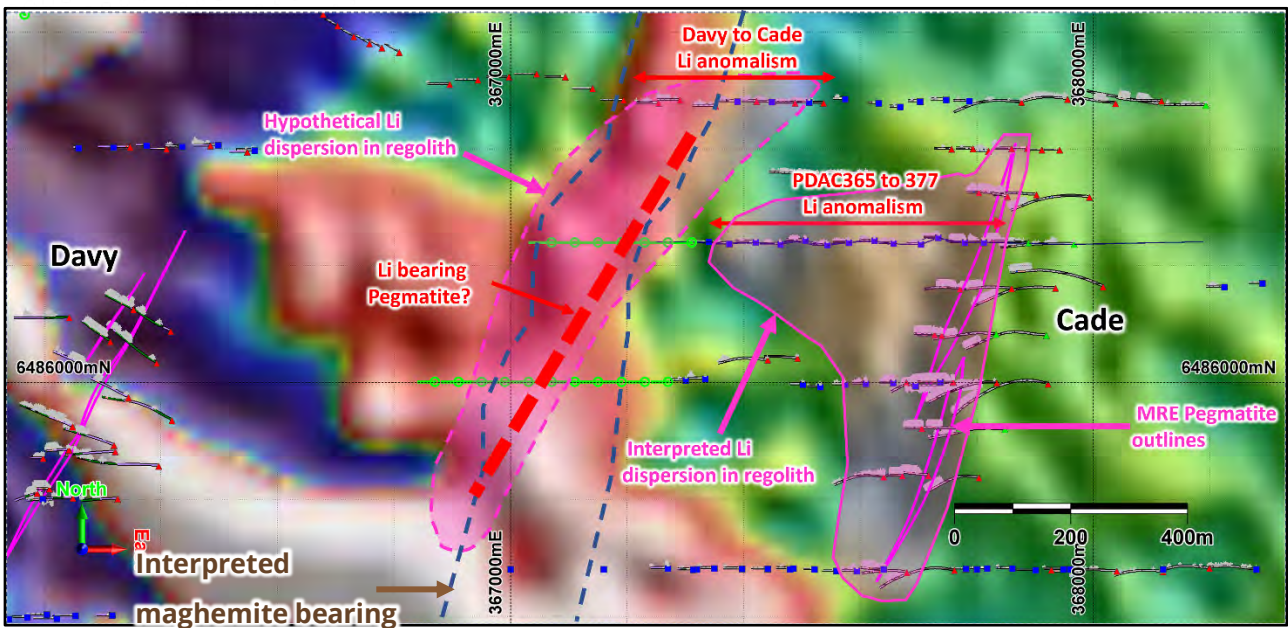 367000mE
368000mE
Davy to Cade
Li anomalism
Hypothetical Li
dispersion in regolith
PDAC365 to 377
Li anomalism
Davy
Li bearing
Pegmatite?
Cade
6486000mN
6486000mN
MRE Pegmatite
outlines
Interpreted Li
dispersion in regolith
North
Ea
0 200 400m
Interpreted
maghemite bearing
367000mE
368000mE